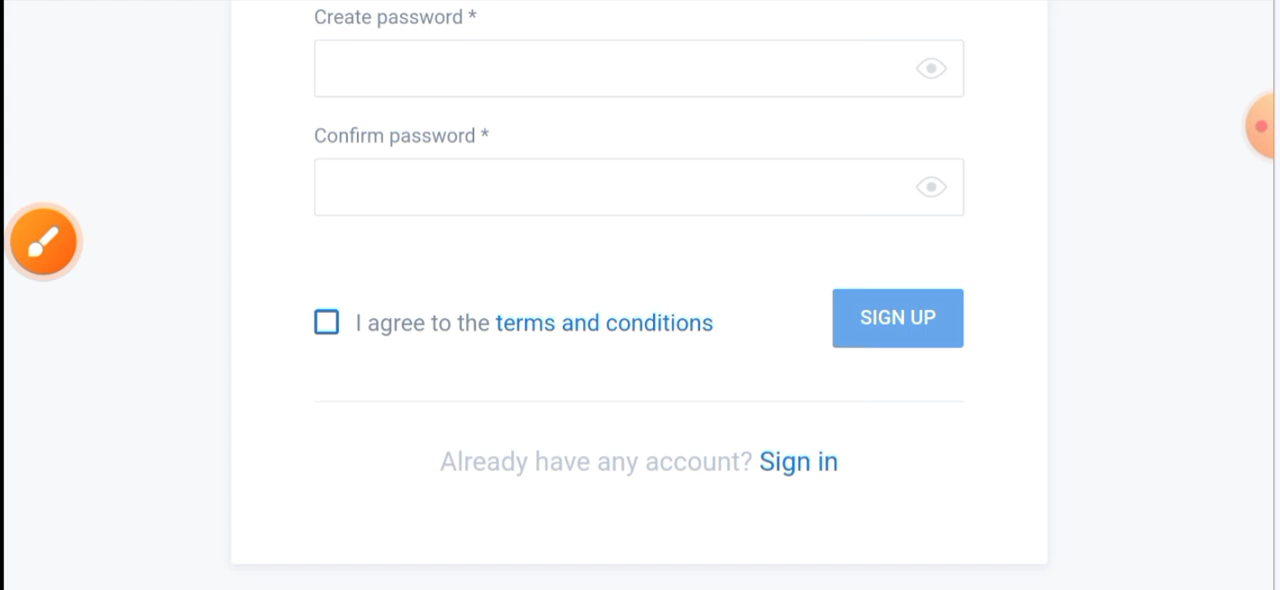 Create password *
Confirm password *
I agree to the terms and conditions
SIGN UP
Already have any account? Sign in